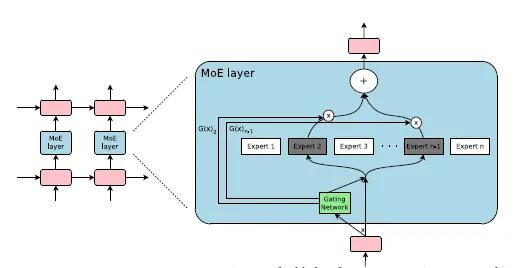 MoE layer
G(x)2
G(x)n-1
x
x
Expert 1
Expert 2
Expert 3
. . .
Expert n-1
Expert n
MoE
layer
MoE
layer
Gating
Network
x